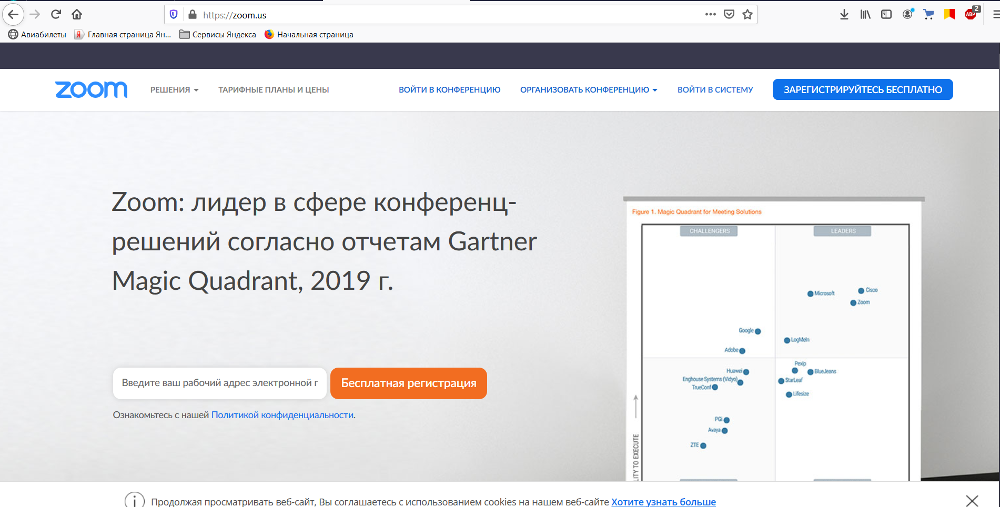 https://zoom.us
2
Авиабилеты Главная страница Ян... Сервисы Яндекса Начальная страница
zoom РЕШЕНИЯ ТАРИФНЫЕ ПЛАНЫ И ЦЕНЫ ВОЙТИ В КОНФЕРЕНЦИЮ ОРГАНИЗОВАТЬ КОНФЕРЕНЦИЮ ВОЙТИ В СИСТЕМУ ЗАРЕГИСТРИРУЙТЕСЬ БЕСПЛАТНО
Zoom: лидер в сфере конференц-
решений согласно отчетам Gartner
Magic Quadrant, 2019 г.
Введите ваш рабочий адрес электронной г Бесплатная регистрация
Ознакомьтесь с нашей Политикой конфиденциальности.
Figure 1. Magic Quadrant for Meeting Solutions
CHALLENGERS LEADERS
Cisco
Microsoft
Zoom
Google
LogMeIn
Adobe
Pexip
Huawei BlueJeans
Enghouse Systems (Vidyo) StarLeaf
TrueConf
Lifesize
PGi
Avaya
ZTE
LITY TO EXECUTE
Продолжая просматривать веб-сайт, Вы соглашаетесь с использованием cookies на нашем веб-сайте Хотите узнать больше